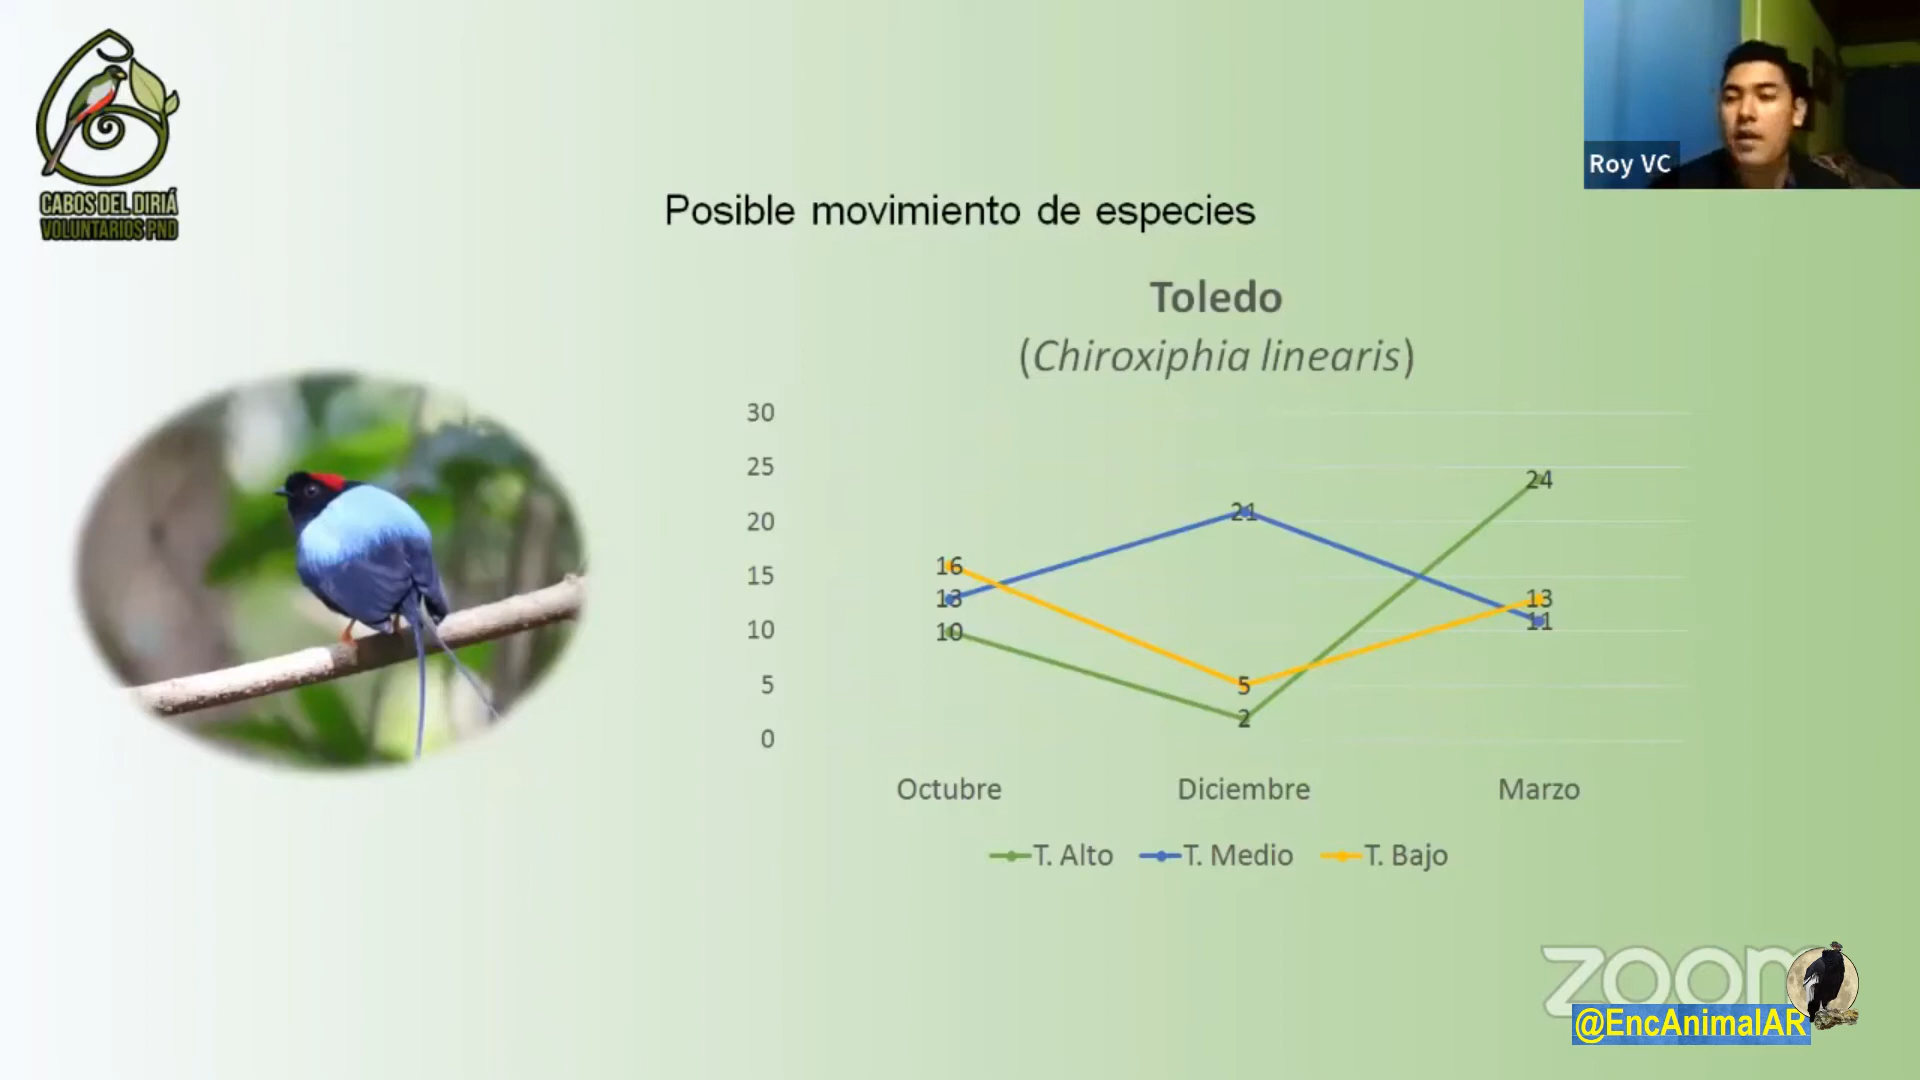 CABOS DEL DIRIÁ
VOLUNTARIOS PND
Roy VC
Posible movimiento de especies
Toledo
(Chiroxiphia linearis)
30
25
20
15
10
5
0
16
13
10
21
5
2
24
13
11
Octubre
Diciembre
Marzo
T. Alto
T. Medio
T. Bajo
zoom
@EncAnimalAR